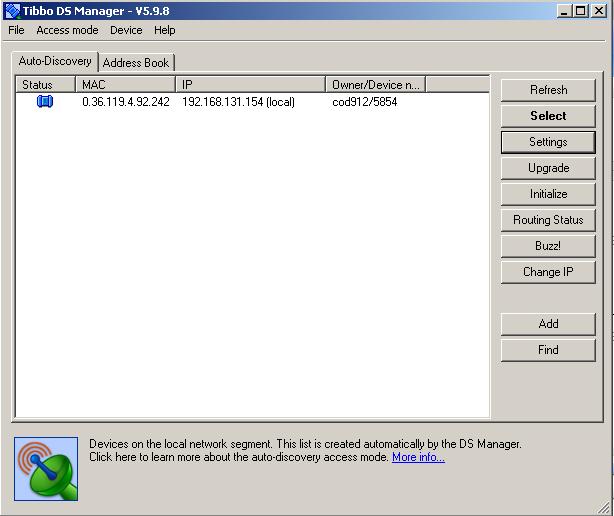 Tibbo DS Manager - V5.9.8
File Access mode Device Help
Auto-Discovery Address Book
Status MAC IP Owner/Device n...
0.36.119.4.92.242 192.168.131.154 (local) cod912/5854
Refresh
Select
Settings
Upgrade
Initialize
Routing Status
Buzz!
Change IP
Add
Find
Devices on the local network segment. This list is created automatically by the DS Manager.
Click here to learn more about the auto-discovery access mode. More info...